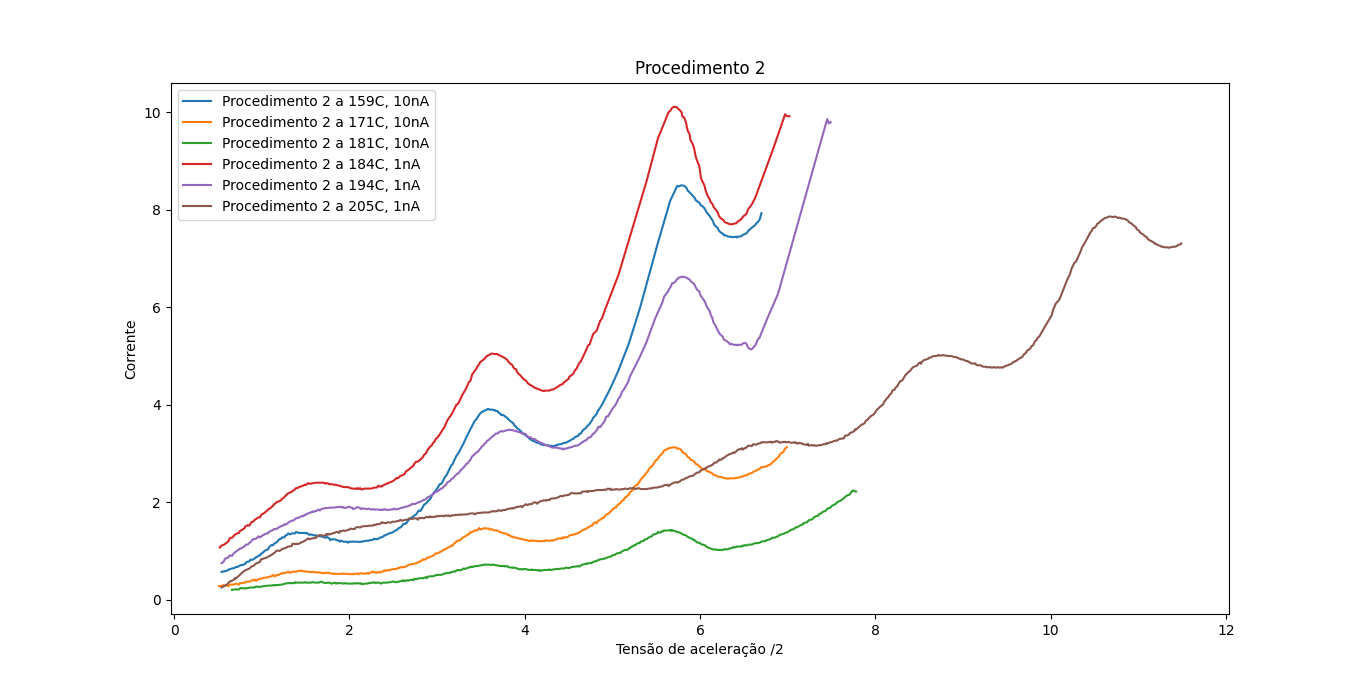 Procedimento 2
Procedimento 2 a 159C, 10nA
Procedimento 2 a 171C, 10nA
Procedimento 2 a 181C, 10nA
Procedimento 2 a 184C, 1nA
Procedimento 2 a 194C, 1nA
Procedimento 2 a 205C, 1nA
10
8
6
4
2
0
Corrente
0 2 4 6 8 10 12
Tensão de aceleração /2